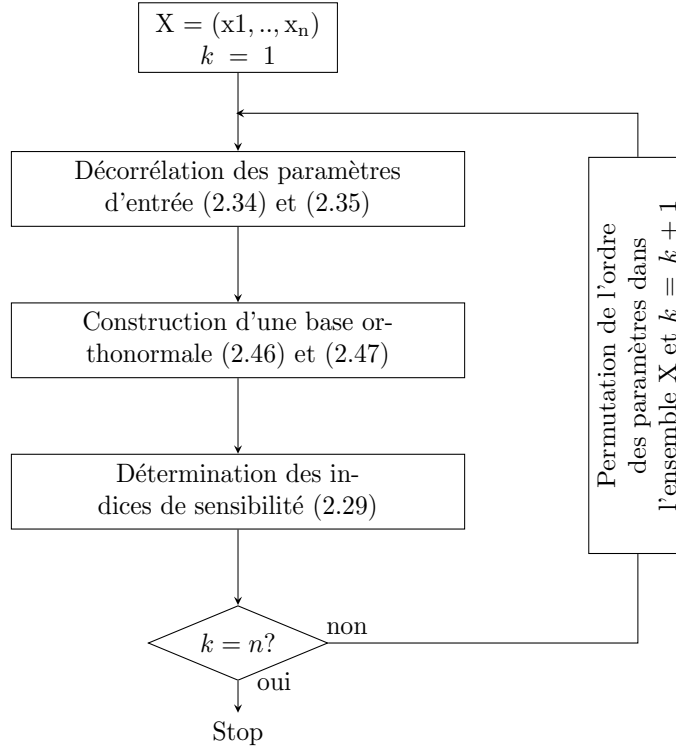 X = (x1, .., xₙ)
k = 1
Décorrélation des paramètres
d'entrée (2.34) et (2.35)
Construction d'une base or-
thonormale (2.46) et (2.47)
Détermination des in-
dices de sensibilité (2.29)
k = n?
non
oui
Stop
Permutation de l'ordre
des paramètres dans
l'ensemble X et k = k + 1